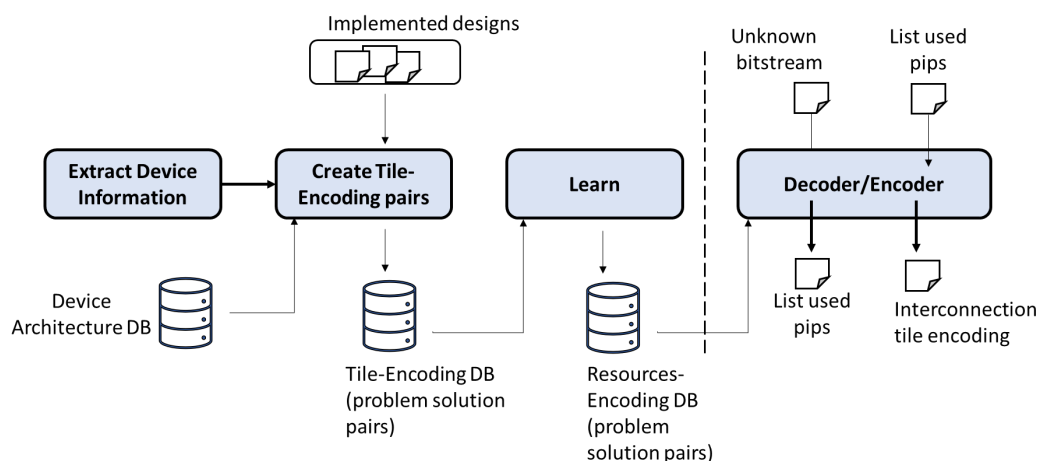 Implemented designs
Unknown
bitstream
List used
pips
Extract Device
Information
Create Tile-
Encoding pairs
Learn
Decoder/Encoder
Device
Architecture DB
Tile-Encoding DB
(problem solution
pairs)
Resources-
Encoding DB
(problem
solution pairs)
List used
pips
Interconnection
tile encoding